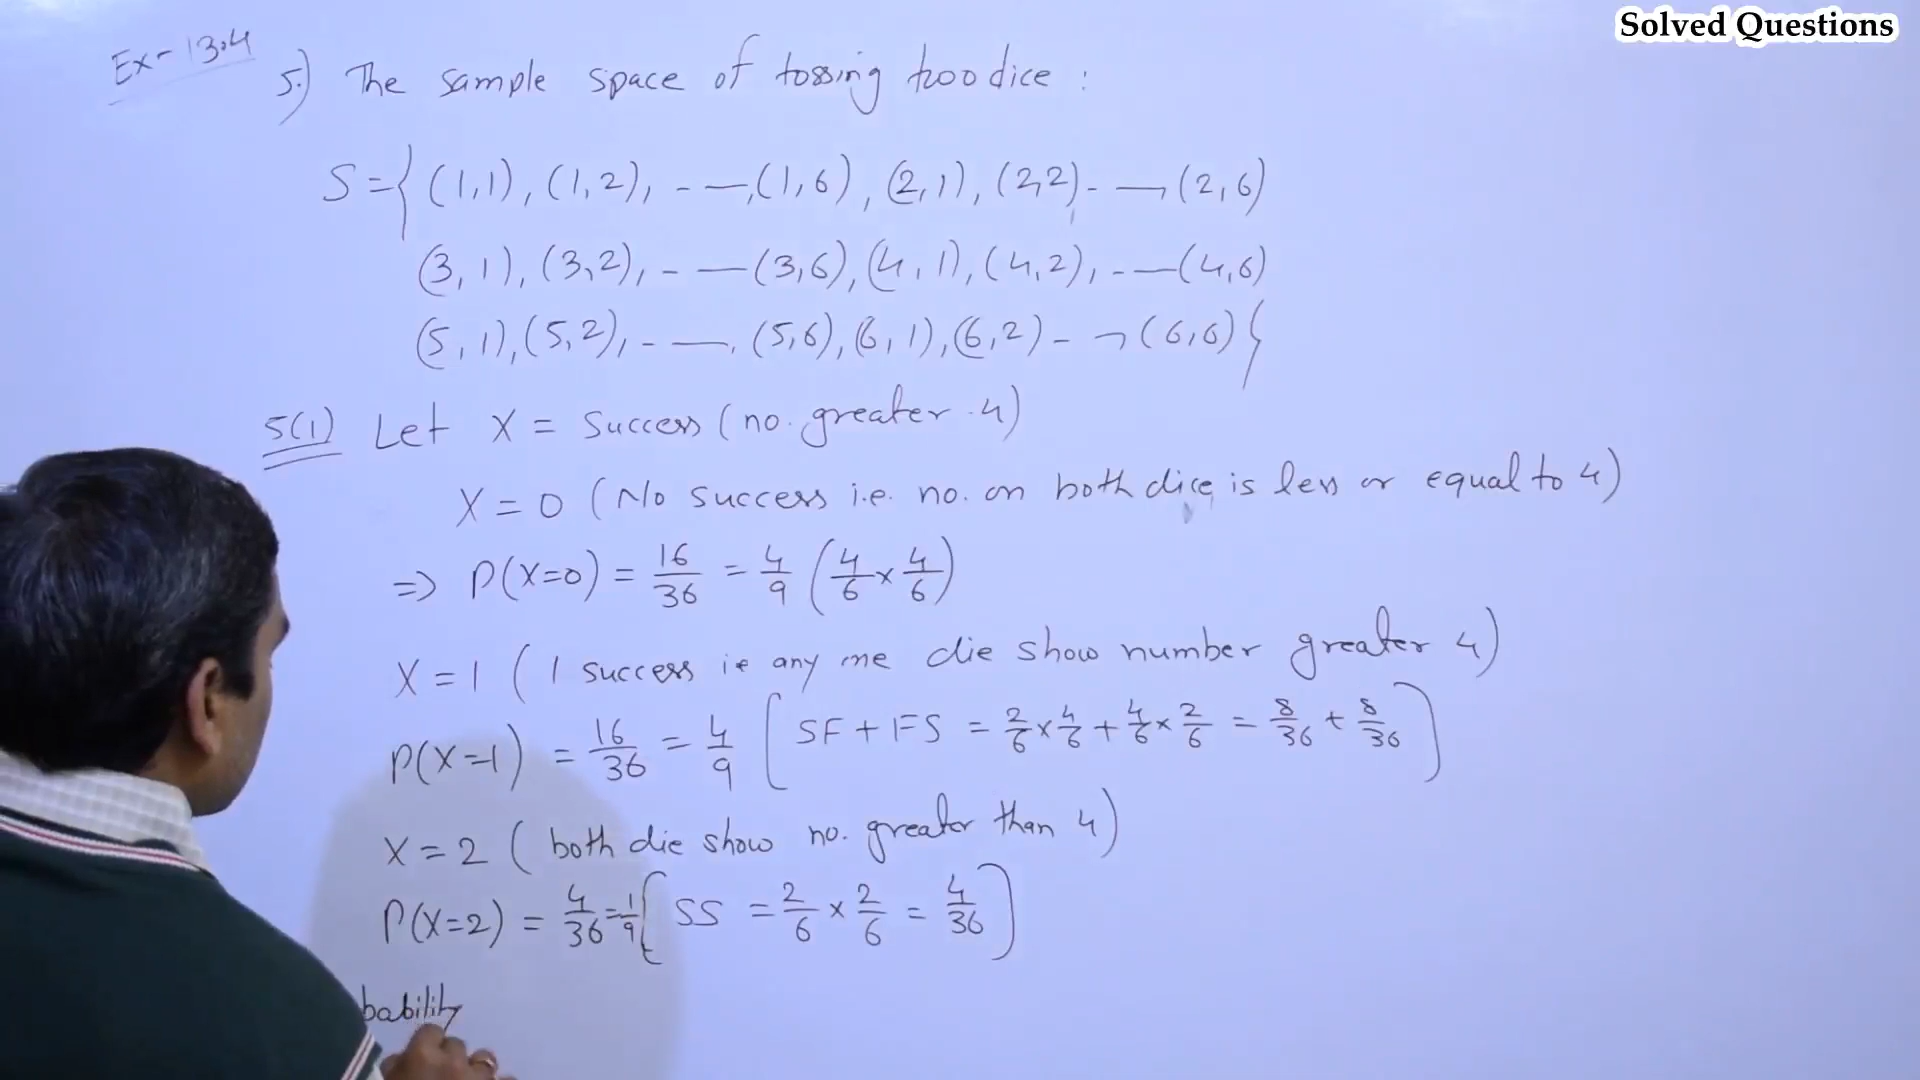 Solved Questions
Ex-13.4
5.) The sample space of tossing two dice :
S = { (1,1), (1,2), - —,(1,6), (2,1), (2,2)- —, (2,6)
(3,1), (3,2), - — (3,6), (4,1), (4,2), - — (4,6)
(5,1), (5,2), - —, (5,6), (6,1), (6,2) - ¬ (6,6) }
5(1) Let X = Success (no. greater 4)
X = 0 (No success i.e. no. on both dice is less or equal to 4)
=> P(X=0) = 16/36 = 4/9 (4/6 × 4/6)
X = 1 ( 1 success ie any one die show number greater 4)
P(X=1) = 16/36 = 4/9 [ SF + FS = 2/6 × 4/6 + 4/6 × 2/6 = 8/36 + 8/36 ]
X = 2 ( both die show no. greater than 4)
P(X=2) = 4/36 = 1/9 [ SS = 2/6 × 2/6 = 4/36 ]
bability